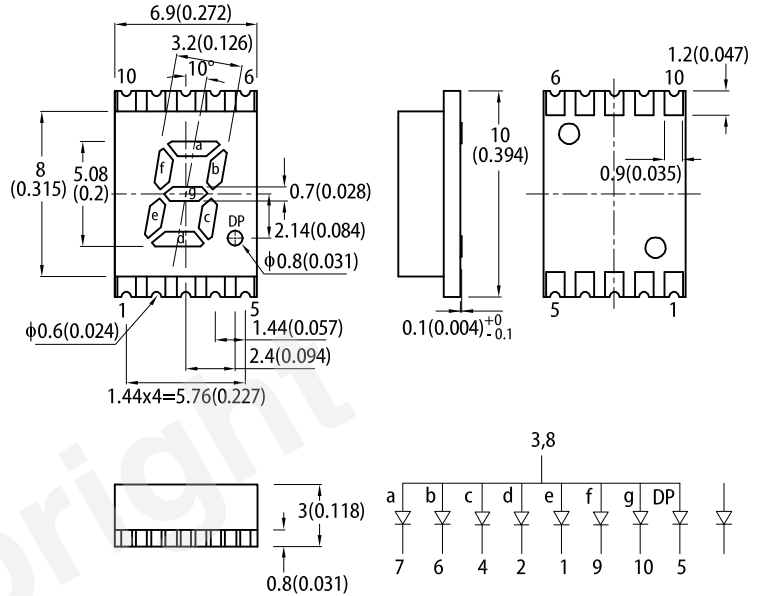 6.9(0.272)
3.2(0.126)
10°
10
6
a
f
b
g
e
c
d
DP
8
(0.315)
5.08
(0.2)
0.7(0.028)
2.14(0.084)
ϕ0.8(0.031)
1
5
ϕ0.6(0.024)
1.44(0.057)
2.4(0.094)
1.44x4=5.76(0.227)
10
(0.394)
0.1(0.004)+0
-0.1
1.2(0.047)
6
10
0.9(0.035)
5
1
3(0.118)
0.8(0.031)
3,8
a b c d e f g DP
7 6 4 2 1 9 10 5
right